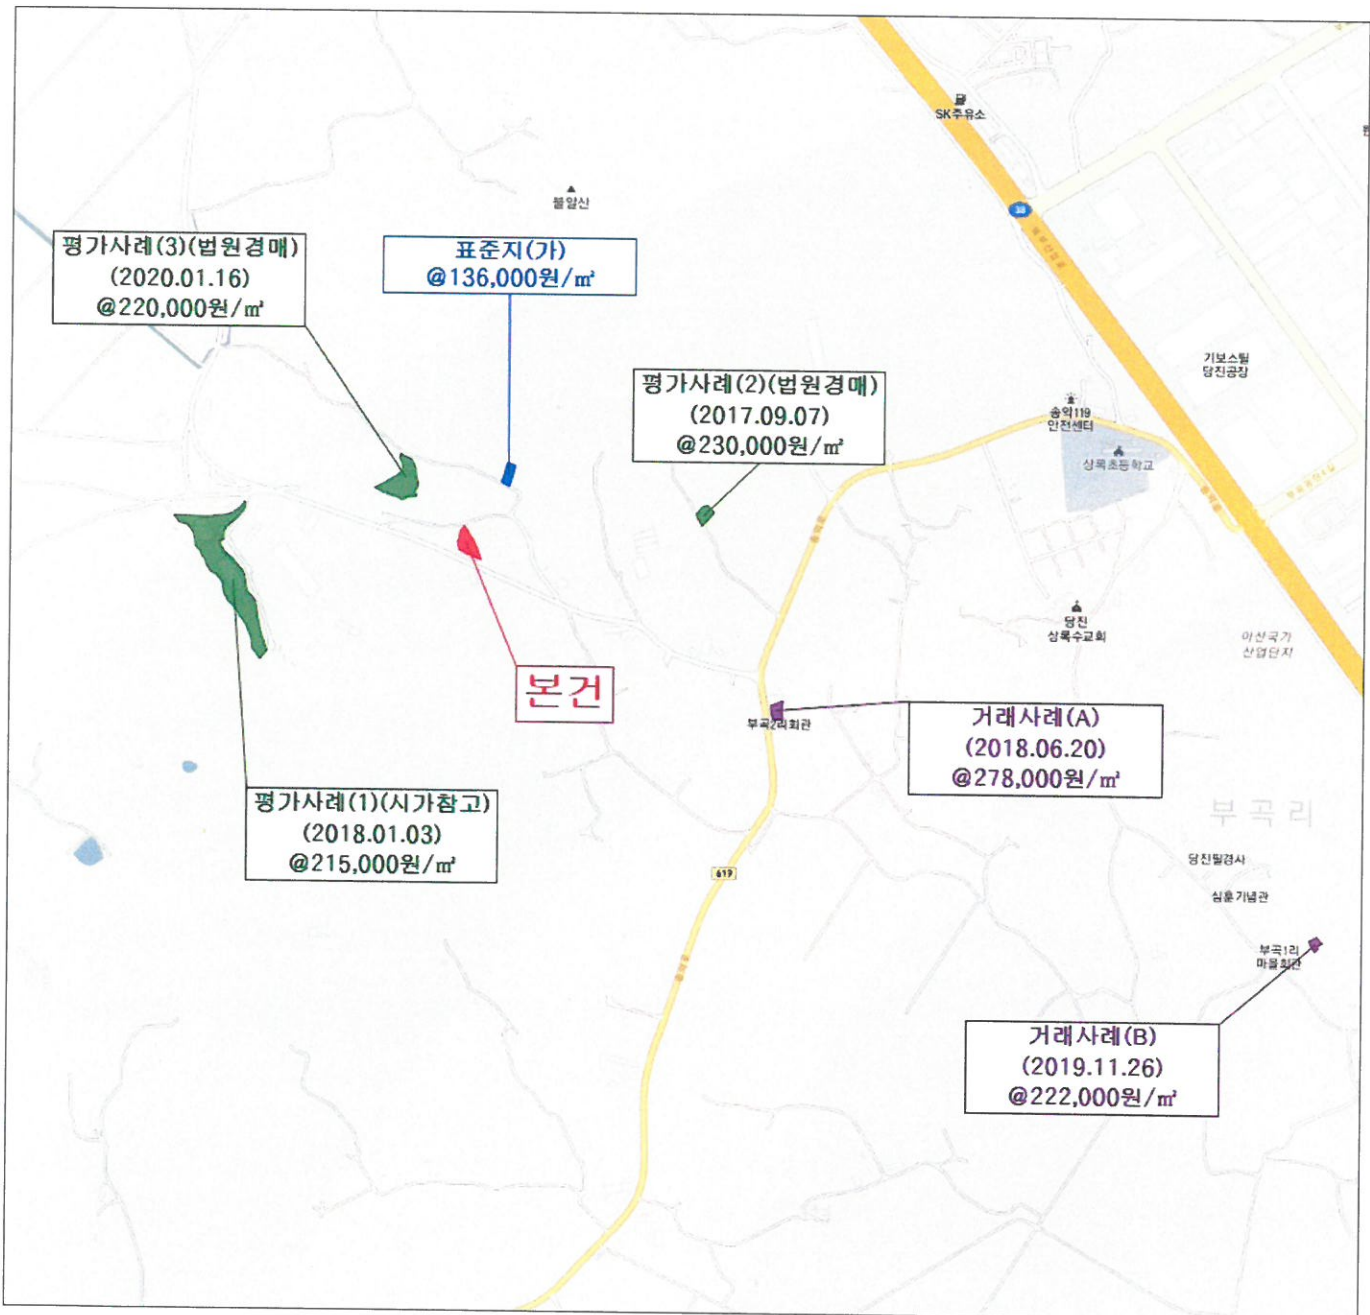 SK주유소
불암산
38
평가사례(3)(법원경매)
(2020.01.16)
@220,000원/㎡
표준지(가)
@136,000원/㎡
기보스틸
당진공장
평가사례(2)(법원경매)
(2017.09.07)
@230,000원/㎡
송악119
안전센터
상록초등학교
당진
상록수교회
아산국가
산업단지
본건
부곡2리회관
거래사례(A)
(2018.06.20)
@278,000원/㎡
평가사례(1)(시가참고)
(2018.01.03)
@215,000원/㎡
부곡리
당진필경사
619
심훈기념관
부곡1리
마을회관
거래사례(B)
(2019.11.26)
@222,000원/㎡